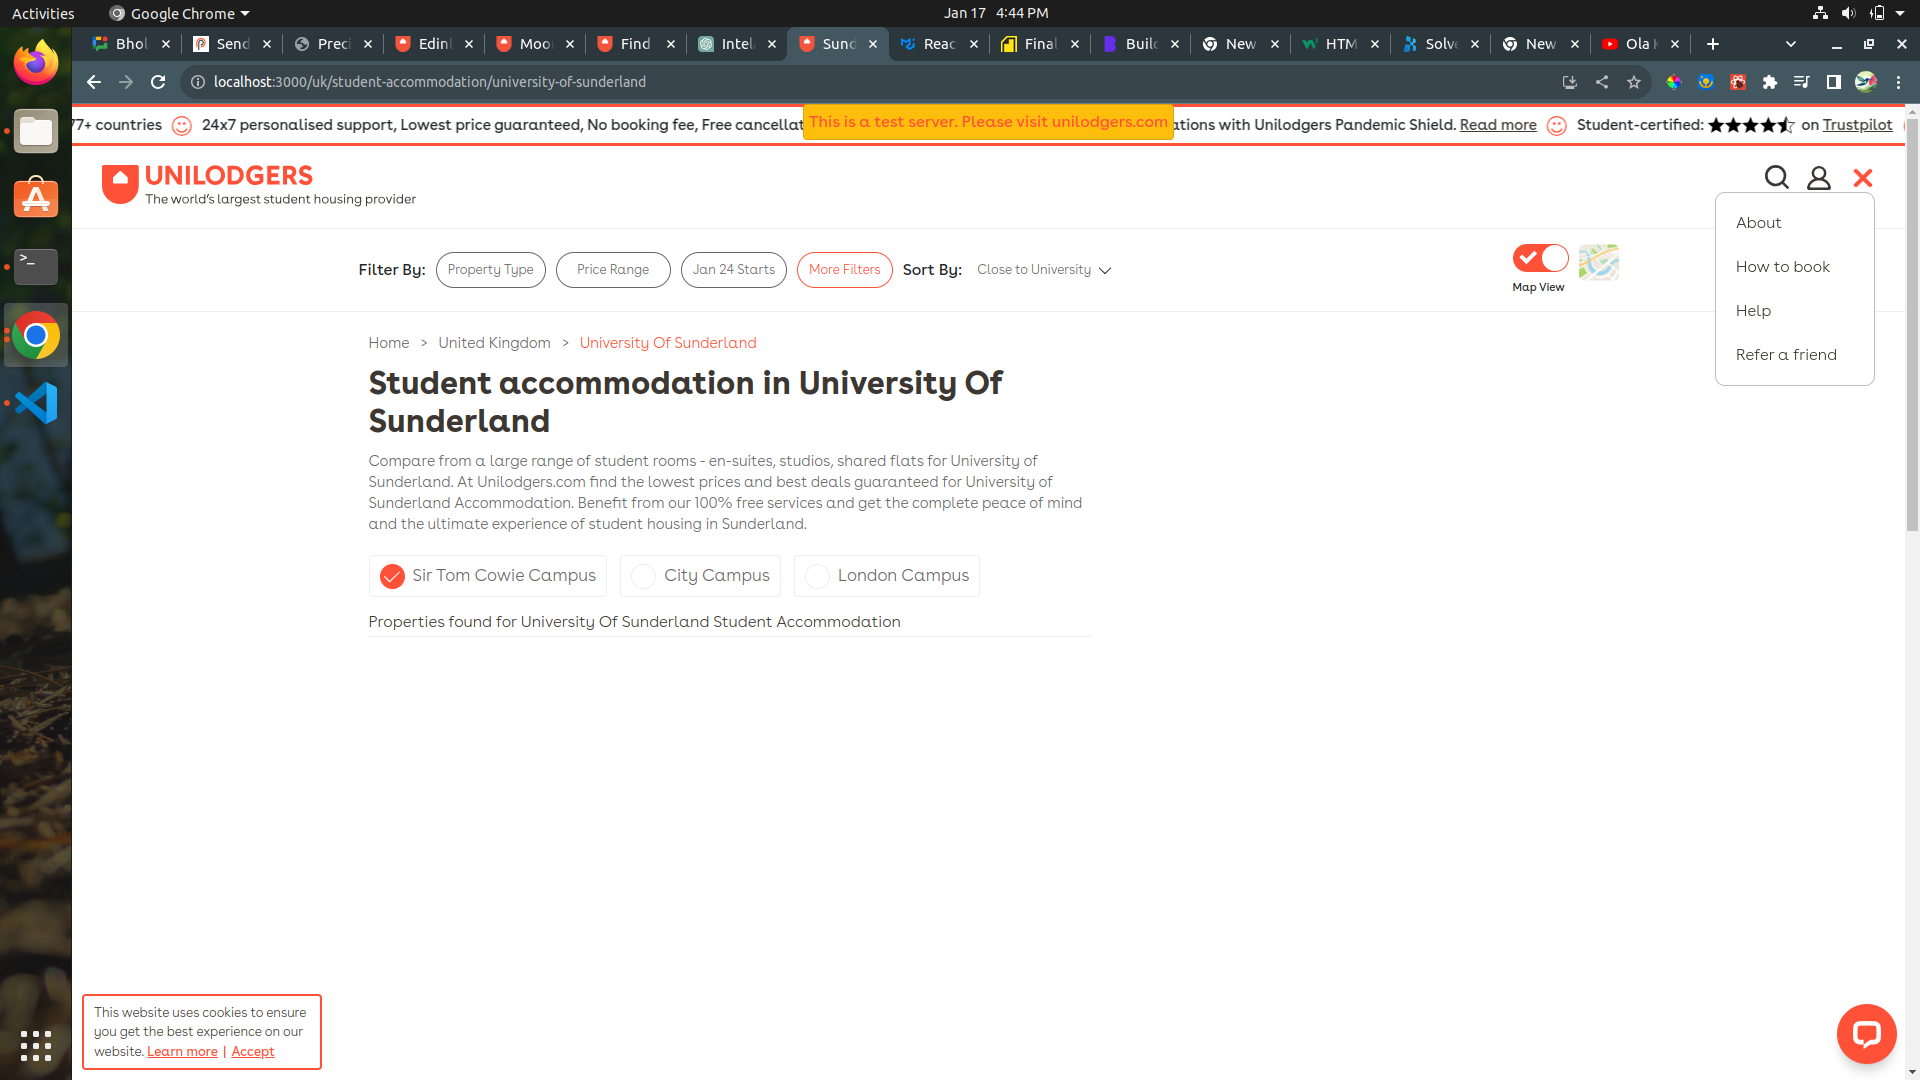 Activities
Google Chrome
Jan 17 4:44 PM
Bhol
Send
Preci
Edin
Moo
Find
Intel
Sund
Reac
Final
Build
New
HTM
Solve
New
Ola
localhost:3000/uk/student-accommodation/university-of-sunderland
77+ countries
24x7 personalised support, Lowest price guaranteed, No booking fee, Free cancellat
This is a test server. Please visit unilodgers.com
ations with Unilodgers Pandemic Shield. Read more
Student-certified:
on Trustpilot
UNILODGERS
The world's largest student housing provider
About
How to book
Help
Refer a friend
Filter By:
Property Type
Price Range
Jan 24 Starts
More Filters
Sort By:
Close to University
Map View
Home > United Kingdom > University Of Sunderland
Student accommodation in University Of
Sunderland
Compare from a large range of student rooms - en-suites, studios, shared flats for University of
Sunderland. At Unilodgers.com find the lowest prices and best deals guaranteed for University of
Sunderland Accommodation. Benefit from our 100% free services and get the complete peace of mind
and the ultimate experience of student housing in Sunderland.
Sir Tom Cowie Campus
City Campus
London Campus
Properties found for University Of Sunderland Student Accommodation
This website uses cookies to ensure
you get the best experience on our
website. Learn more | Accept